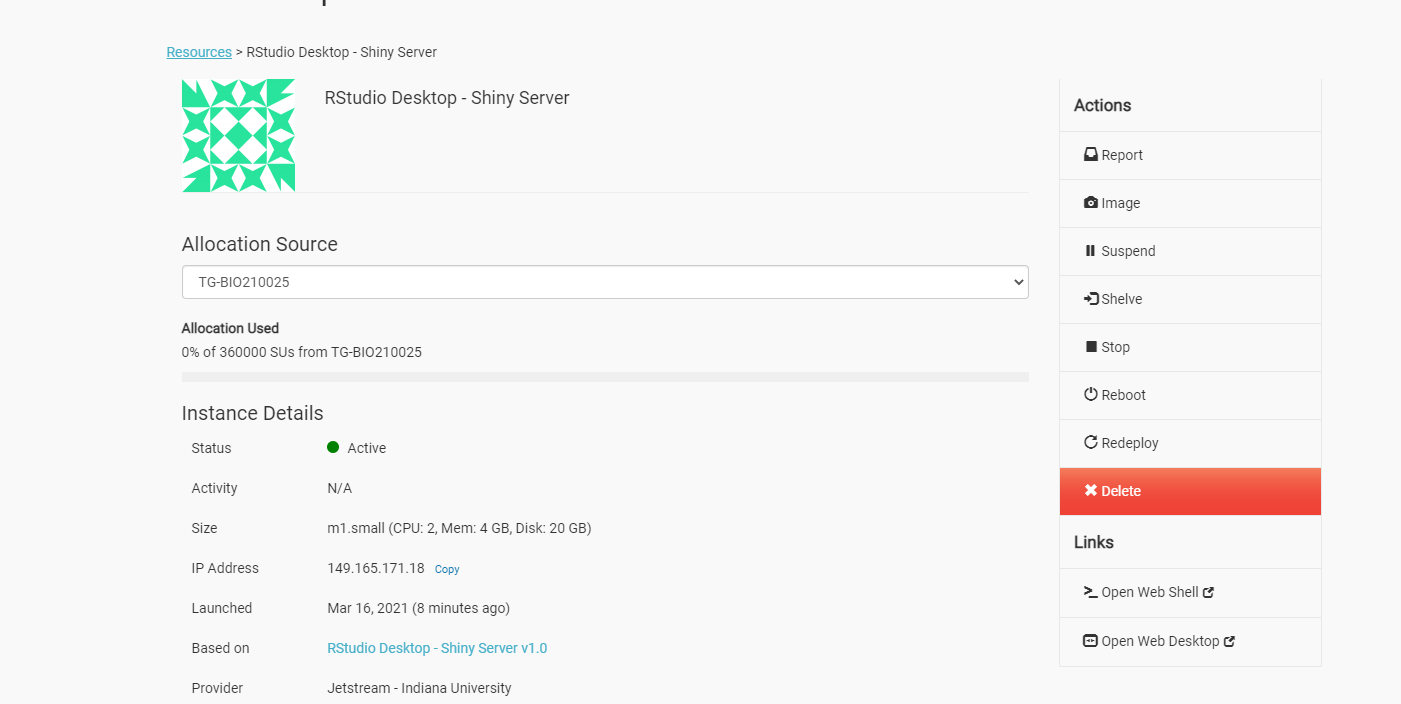 Resources > RStudio Desktop - Shiny Server
RStudio Desktop - Shiny Server
Allocation Source
TG-BIO210025
Allocation Used
0% of 360000 SUs from TG-BIO210025
Instance Details
Status Active
Activity N/A
Size m1.small (CPU: 2, Mem: 4 GB, Disk: 20 GB)
IP Address 149.165.171.18 Copy
Launched Mar 16, 2021 (8 minutes ago)
Based on RStudio Desktop - Shiny Server v1.0
Provider Jetstream - Indiana University
Actions
Report
Image
Suspend
Shelve
Stop
Reboot
Redeploy
Delete
Links
Open Web Shell
Open Web Desktop